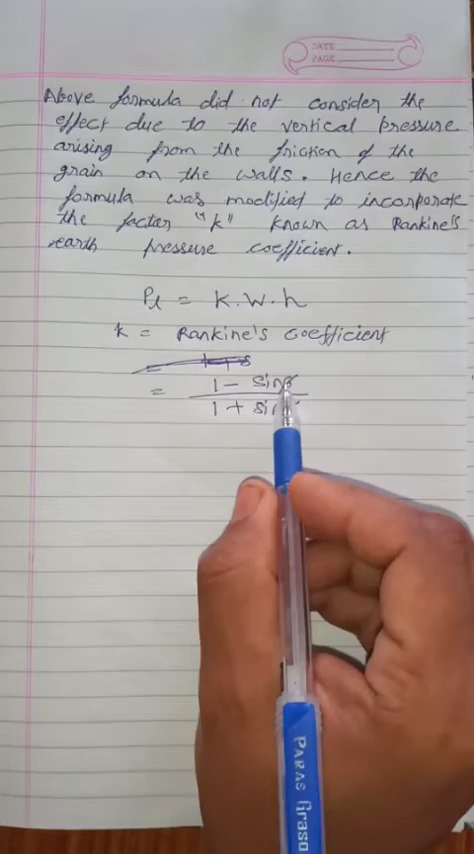 DATE
PAGE
Above formula did not consider the
effect due to the vertical pressure
arising from the friction of the
grain on the walls. Hence the
formula was modified to incorporate
the factor "k" known as Rankine's
earth pressure coefficient.
Pl = k.W.h
k = Rankine's coefficient
=
= 1 - sin
1 + si
PARAS Giraso